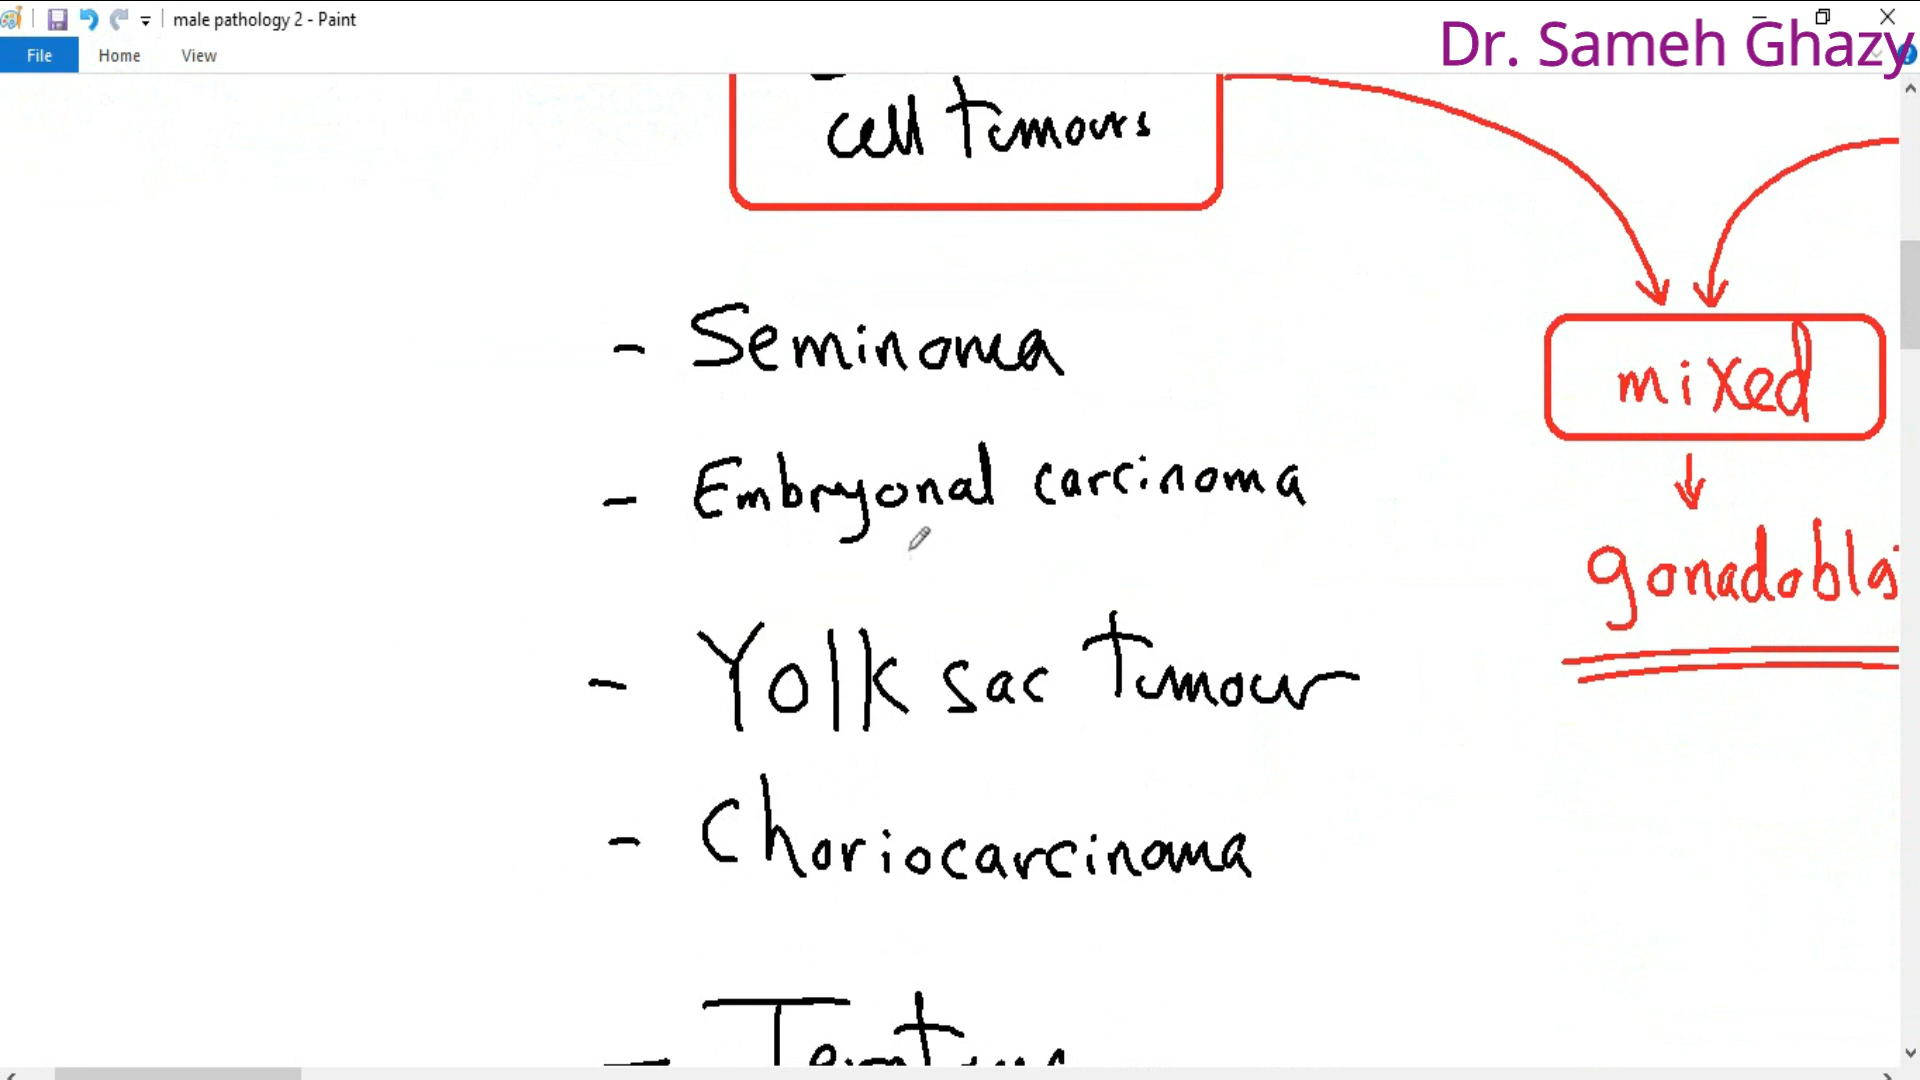 male pathology 2 - Paint
Dr. Sameh Ghazy
File Home View
cell tumours
- Seminoma
mixed
- Embryonal carcinoma
- Yolk sac tumour
- Choriocarcinoma